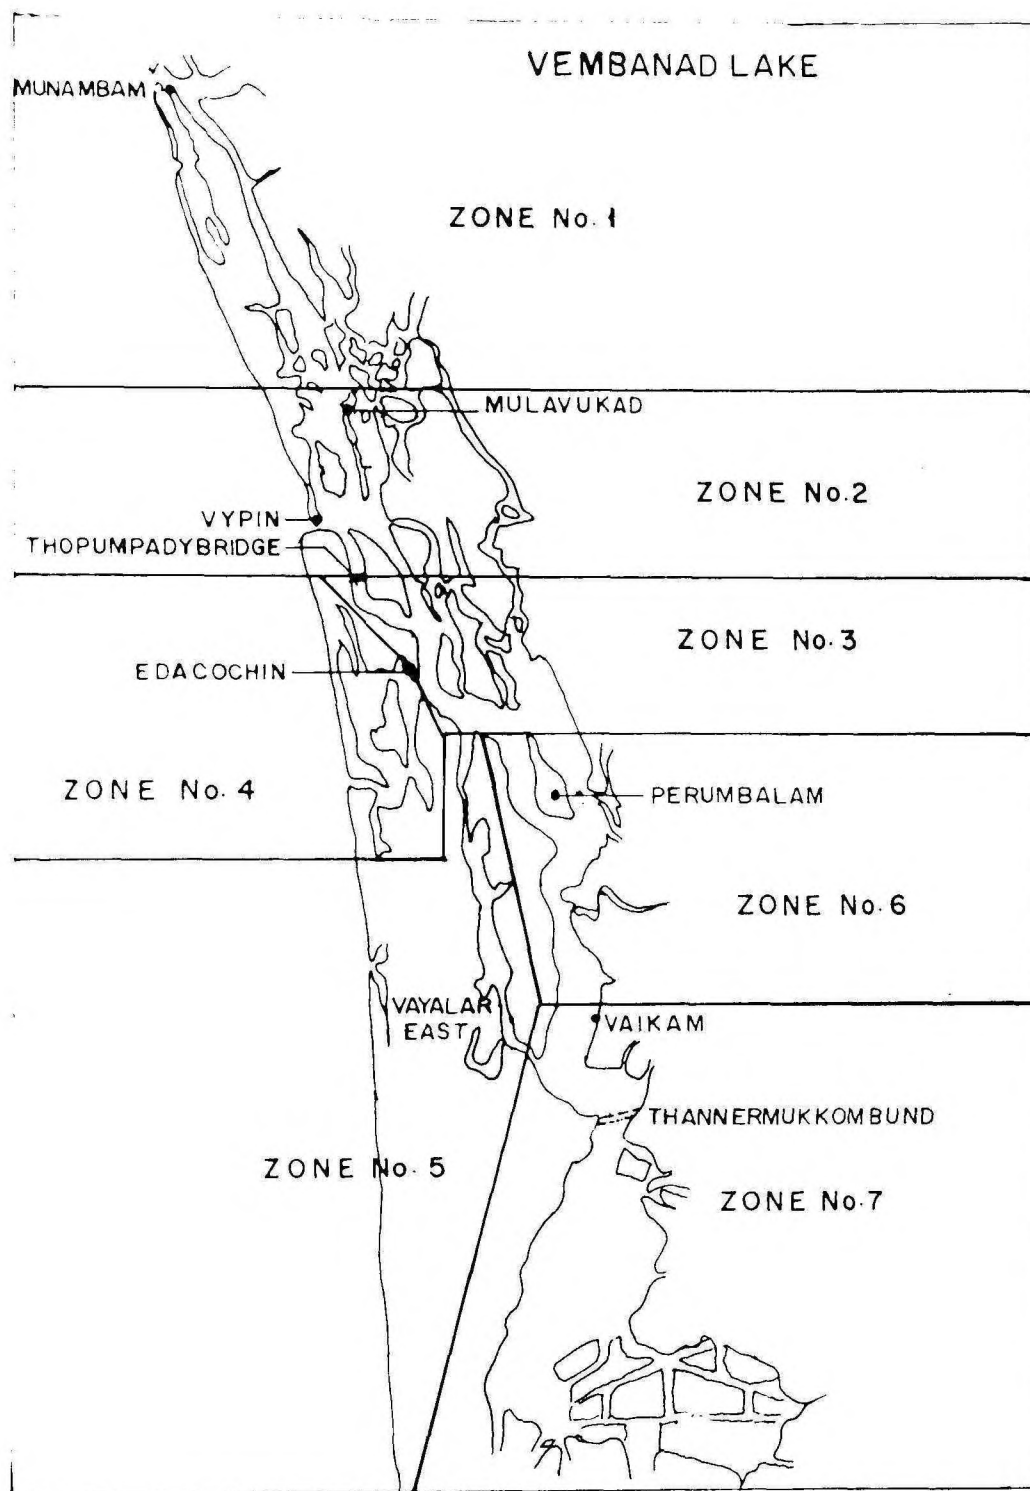 VEMBANAD LAKE
MUNAMBAM
ZONE No. 1
MULAVUKAD
ZONE No. 2
VYPIN
THOPUMPADYBRIDGE
ZONE No. 3
EDACOCHIN
ZONE No. 4
PERUMBALAM
ZONE No. 6
VAYALAR
EAST
VAIKAM
THANNERMUKKOMBUND
ZONE No. 5
ZONE No. 7